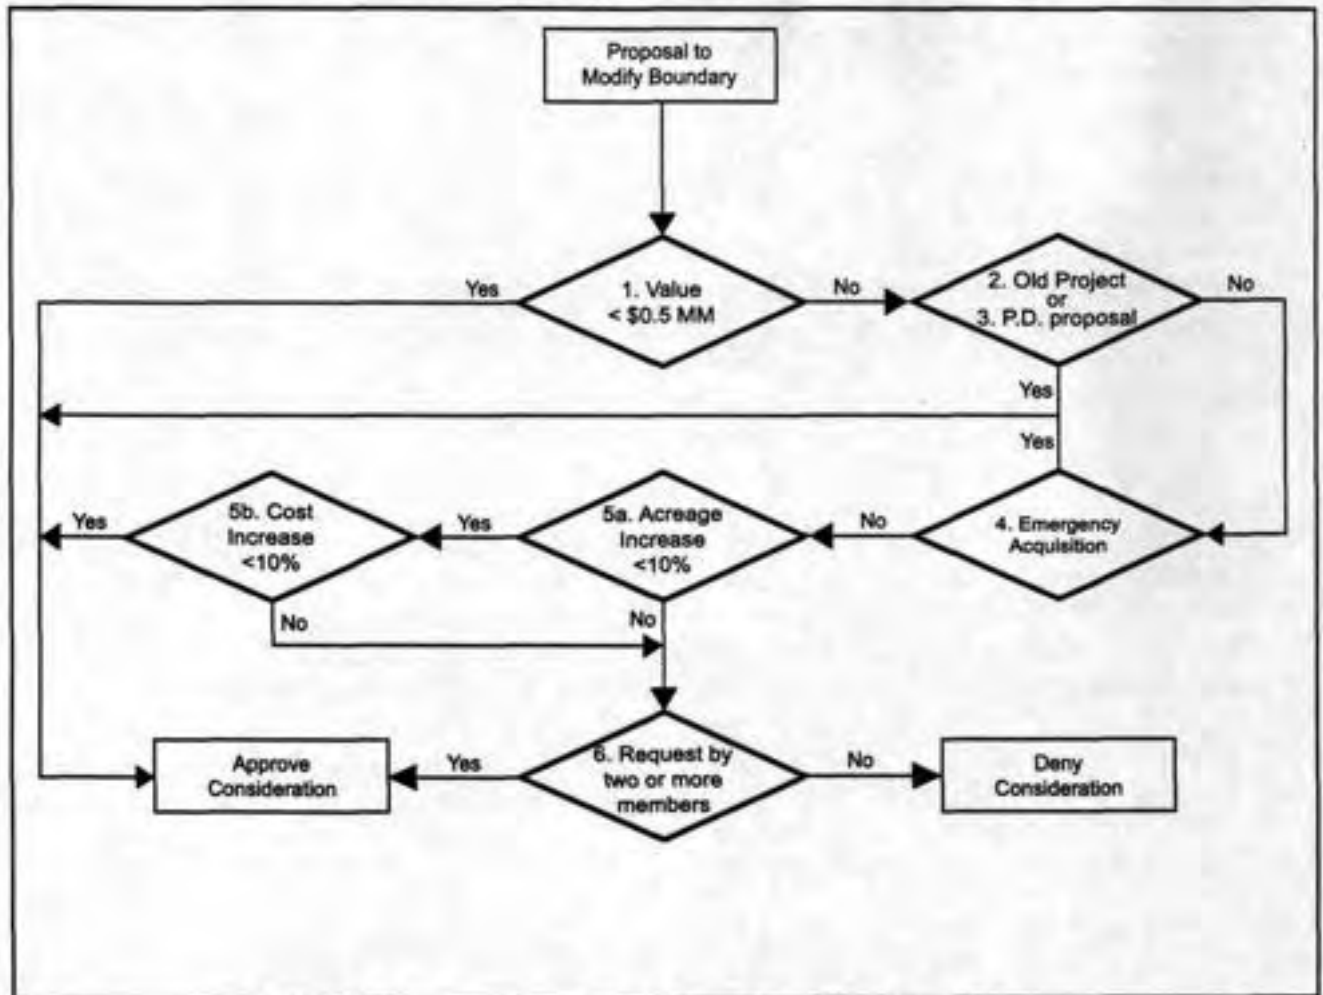 Proposal to
Modify Boundary
Yes
1. Value
< $0.5 MM
No
2. Old Project
or
3. P.D. proposal
No
Yes
Yes
Yes
5b. Cost
Increase
<10%
Yes
5a. Acreage
Increase
<10%
No
4. Emergency
Acquisition
No
No
Approve
Consideration
Yes
6. Request by
two or more
members
No
Deny
Consideration